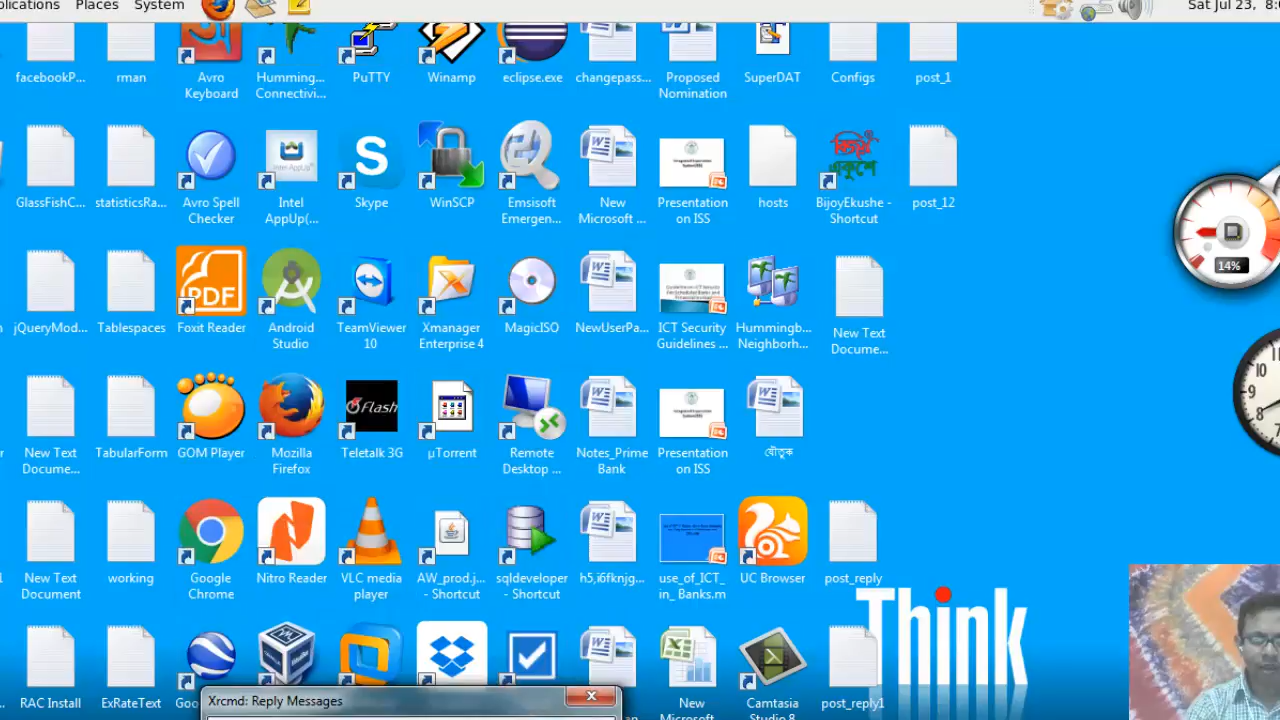 Places System
Sat Jul 23,
facebookP... rman Avro Keyboard Humming... Connectivi... PuTTY Winamp eclipse.exe changepass... Proposed Nomination SuperDAT Configs post_1
GlassFishC... statisticsRa... Avro Spell Checker Intel AppUp(... Skype WinSCP Emsisoft Emergen... New Microsoft ... Presentation on ISS hosts BijoyEkushe - Shortcut post_12
14%
jQueryMod... Tablespaces Foxit Reader Android Studio TeamViewer 10 Xmanager Enterprise 4 MagicISO NewUserPa... ICT Security Guidelines ... Hummingb... Neighborh... New Text Docume...
New Text Docume... TabularForm GOM Player Mozilla Firefox Teletalk 3G µTorrent Remote Desktop ... Notes_Prime Bank Presentation on ISS যৌতুক
New Text Document working Google Chrome Nitro Reader VLC media player AW_prod.j... - Shortcut sqldeveloper - Shortcut use_of_ICT_ in_ Banks.m UC Browser post_reply
Think
RAC Install ExRateText New Microsoft Camtasia Studio 8 post_reply1
Xrcmd: Reply Messages